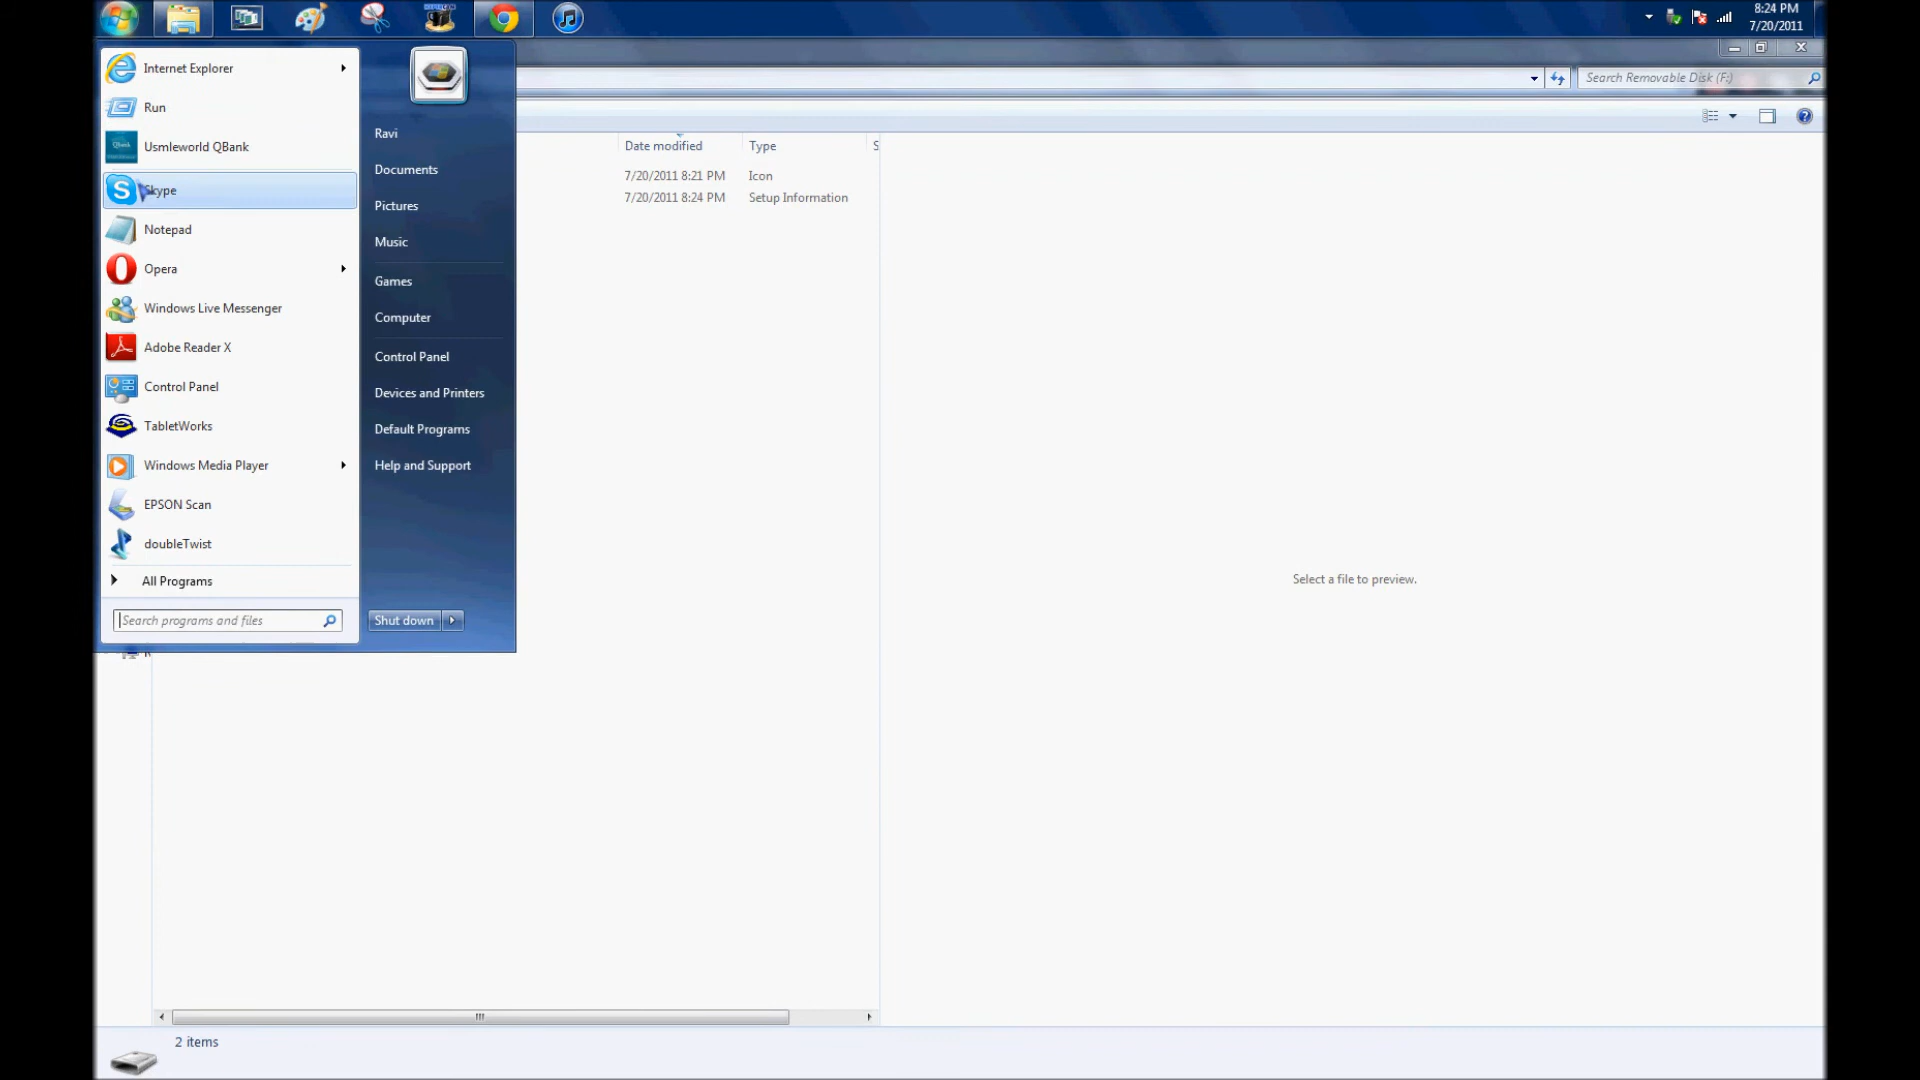 8:24 PM
7/20/2011
Search Removable Disk (F:)
Internet Explorer
Run
Usmleworld QBank
Skype
Notepad
Opera
Windows Live Messenger
Adobe Reader X
Control Panel
TabletWorks
Windows Media Player
EPSON Scan
doubleTwist
All Programs
Search programs and files
Ravi
Documents
Pictures
Music
Games
Computer
Control Panel
Devices and Printers
Default Programs
Help and Support
Shut down
Date modified Type S
7/20/2011 8:21 PM Icon
7/20/2011 8:24 PM Setup Information
Select a file to preview.
2 items